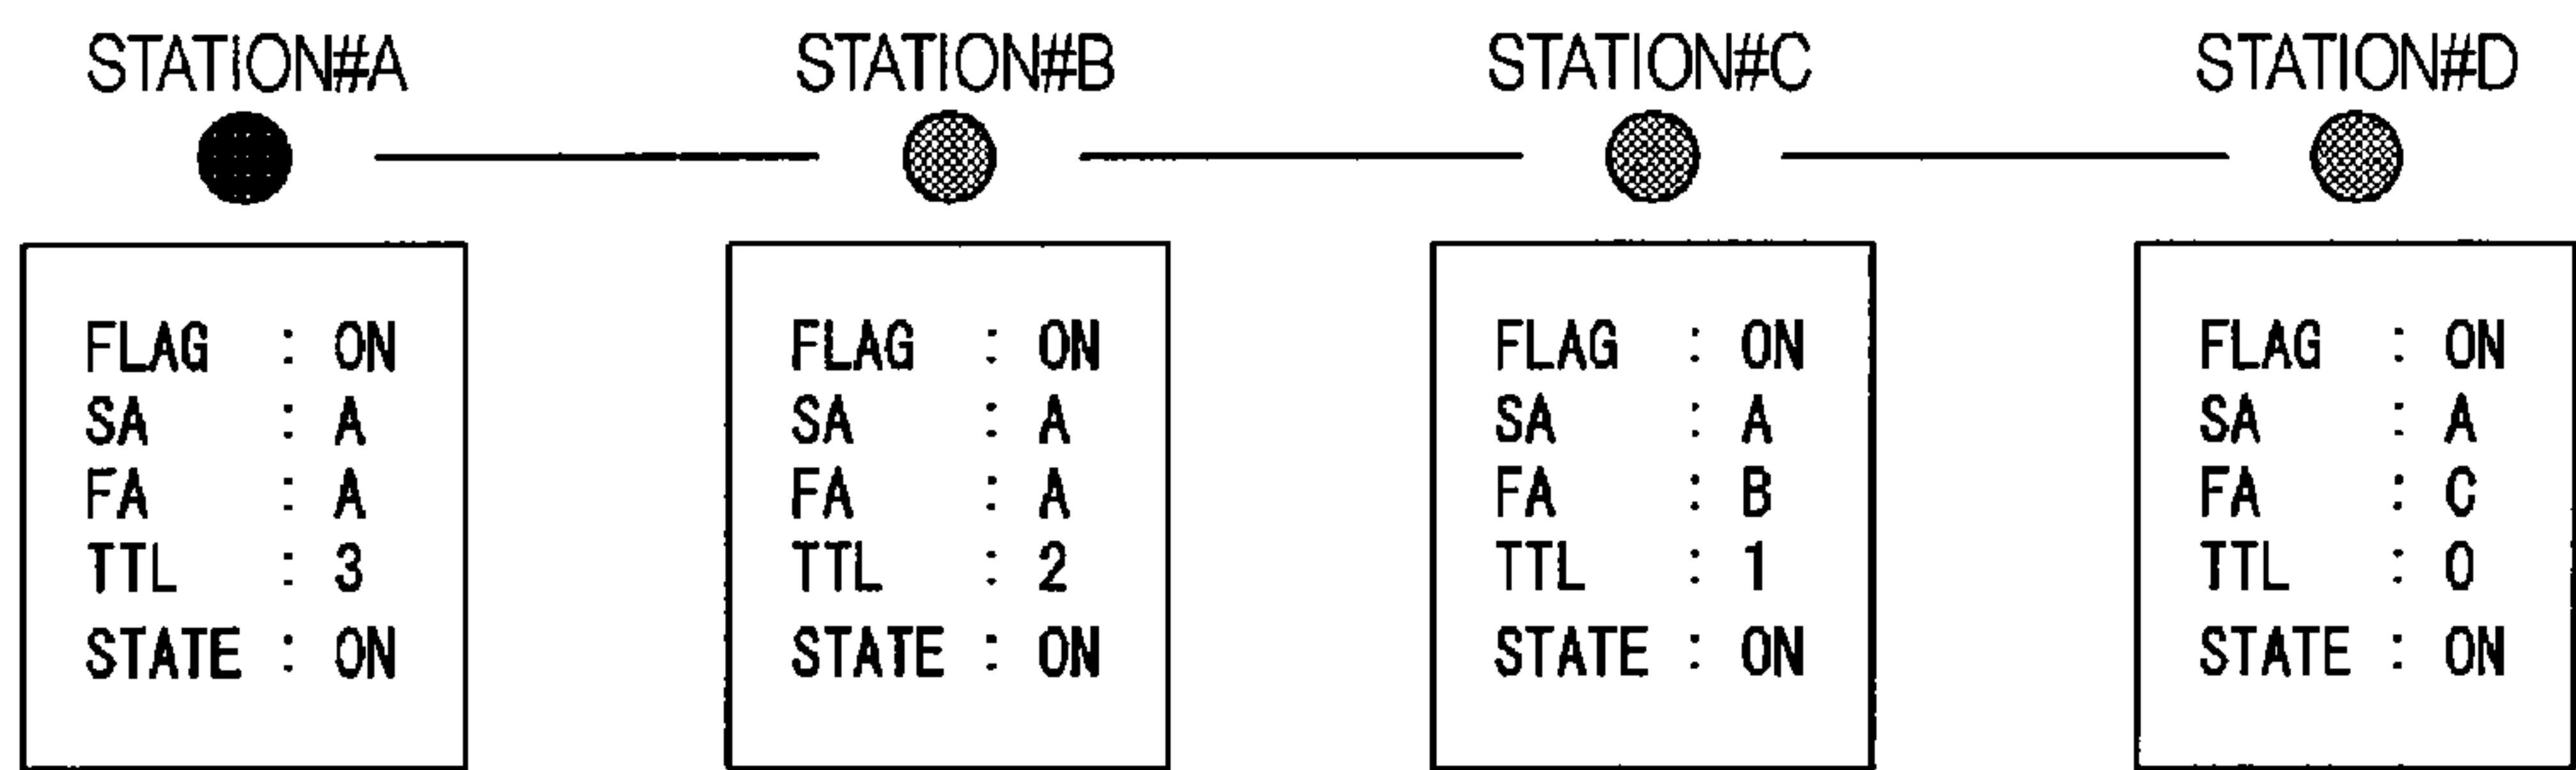 STATION#A STATION#B STATION#C STATION#D
FLAG : ON
SA : A
FA : A
TTL : 3
STATE : ON
FLAG : ON
SA : A
FA : A
TTL : 2
STATE : ON
FLAG : ON
SA : A
FA : B
TTL : 1
STATE : ON
FLAG : ON
SA : A
FA : C
TTL : 0
STATE : ON